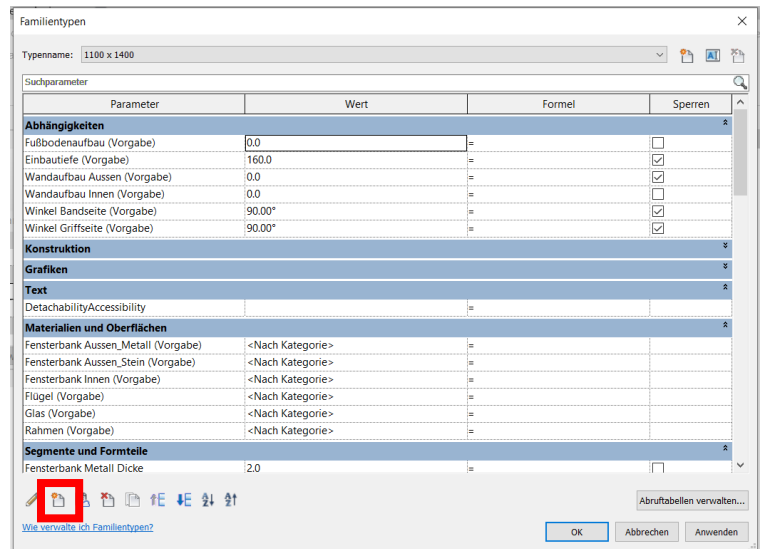 Familientypen
Typenname: 1100 x 1400
Suchparameter
Parameter Wert Formel Sperren
Abhängigkeiten
Fußbodenaufbau (Vorgabe) 0.0 =
Einbautiefe (Vorgabe) 160.0 =
Wandaufbau Aussen (Vorgabe) 0.0 =
Wandaufbau Innen (Vorgabe) 0.0 =
Winkel Bandseite (Vorgabe) 90.00° =
Winkel Griffseite (Vorgabe) 90.00° =
Konstruktion
Grafiken
Text
DetachabilityAccessibility =
Materialien und Oberflächen
Fensterbank Aussen_Metall (Vorgabe) <Nach Kategorie> =
Fensterbank Aussen_Stein (Vorgabe) <Nach Kategorie> =
Fensterbank Innen (Vorgabe) <Nach Kategorie> =
Flügel (Vorgabe) <Nach Kategorie> =
Glas (Vorgabe) <Nach Kategorie> =
Rahmen (Vorgabe) <Nach Kategorie> =
Segmente und Formteile
Fensterbank Metall Dicke 2.0 =
Abruftabellen verwalten...
Wie verwalte ich Familientypen?
OK Abbrechen Anwenden